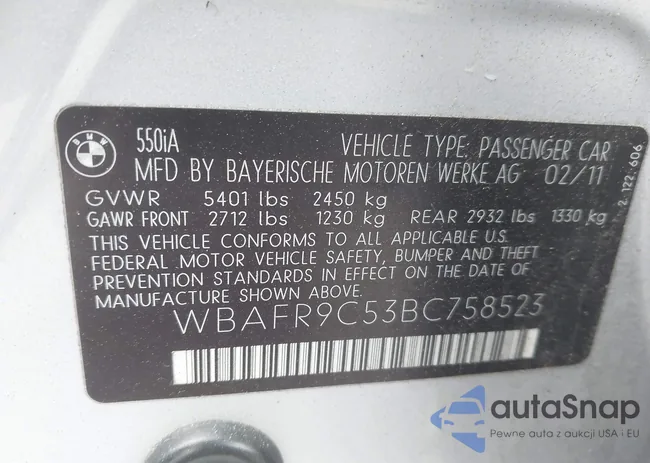 BMW
550iA
VEHICLE TYPE: PASSENGER CAR
MFD BY BAYERISCHE MOTOREN WERKE AG 02/11
GVWR 5401 lbs 2450 kg
GAWR FRONT 2712 lbs 1230 kg REAR 2932 lbs 1330 kg
THIS VEHICLE CONFORMS TO ALL APPLICABLE U.S.
FEDERAL MOTOR VEHICLE SAFETY, BUMPER AND THEFT
PREVENTION STANDARDS IN EFFECT ON THE DATE OF
MANUFACTURE SHOWN ABOVE.
WBAFR9C53BC758523
2 122 606
autaSnap
Pewne auta z aukcji USA i EU